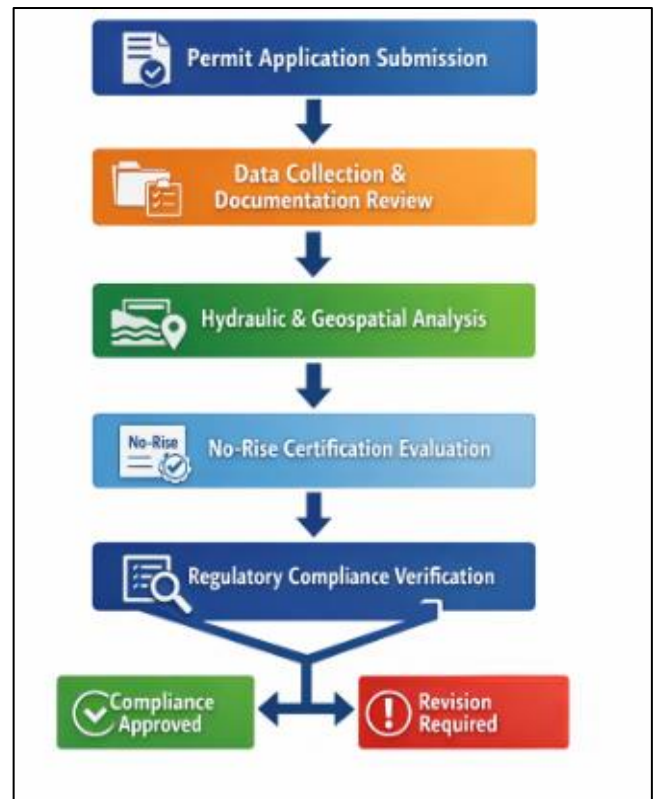 Permit Application Submission
Data Collection &
Documentation Review
Hydraulic & Geospatial Analysis
No-Rise
No-Rise Certification Evaluation
Regulatory Compliance Verification
Compliance
Approved
Revision
Required